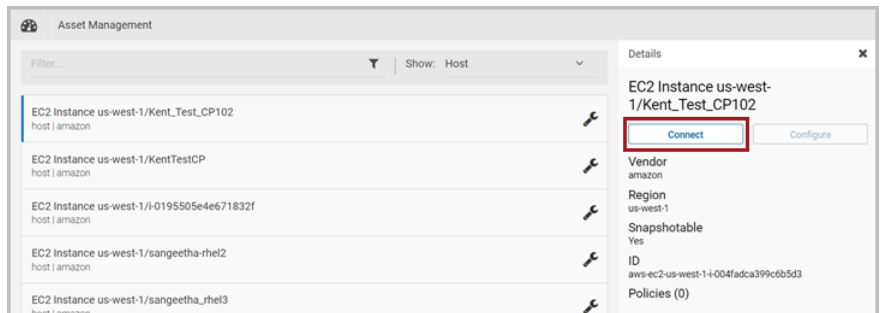 Asset Management
Filter...
Show: Host
EC2 Instance us-west-1/Kent_Test_CP102
host | amazon
EC2 Instance us-west-1/KentTestCP
host | amazon
EC2 Instance us-west-1/i-0195505e4e671832f
host | amazon
EC2 Instance us-west-1/sangeetha-rhel2
host | amazon
EC2 Instance us-west-1/sangeetha_rhel3
host | amazon
Details
EC2 Instance us-west-
1/Kent_Test_CP102
Connect Configure
Vendor
amazon
Region
us-west-1
Snapshotable
Yes
ID
aws-ec2-us-west-1-i-004fadca399c6b5d3
Policies (0)